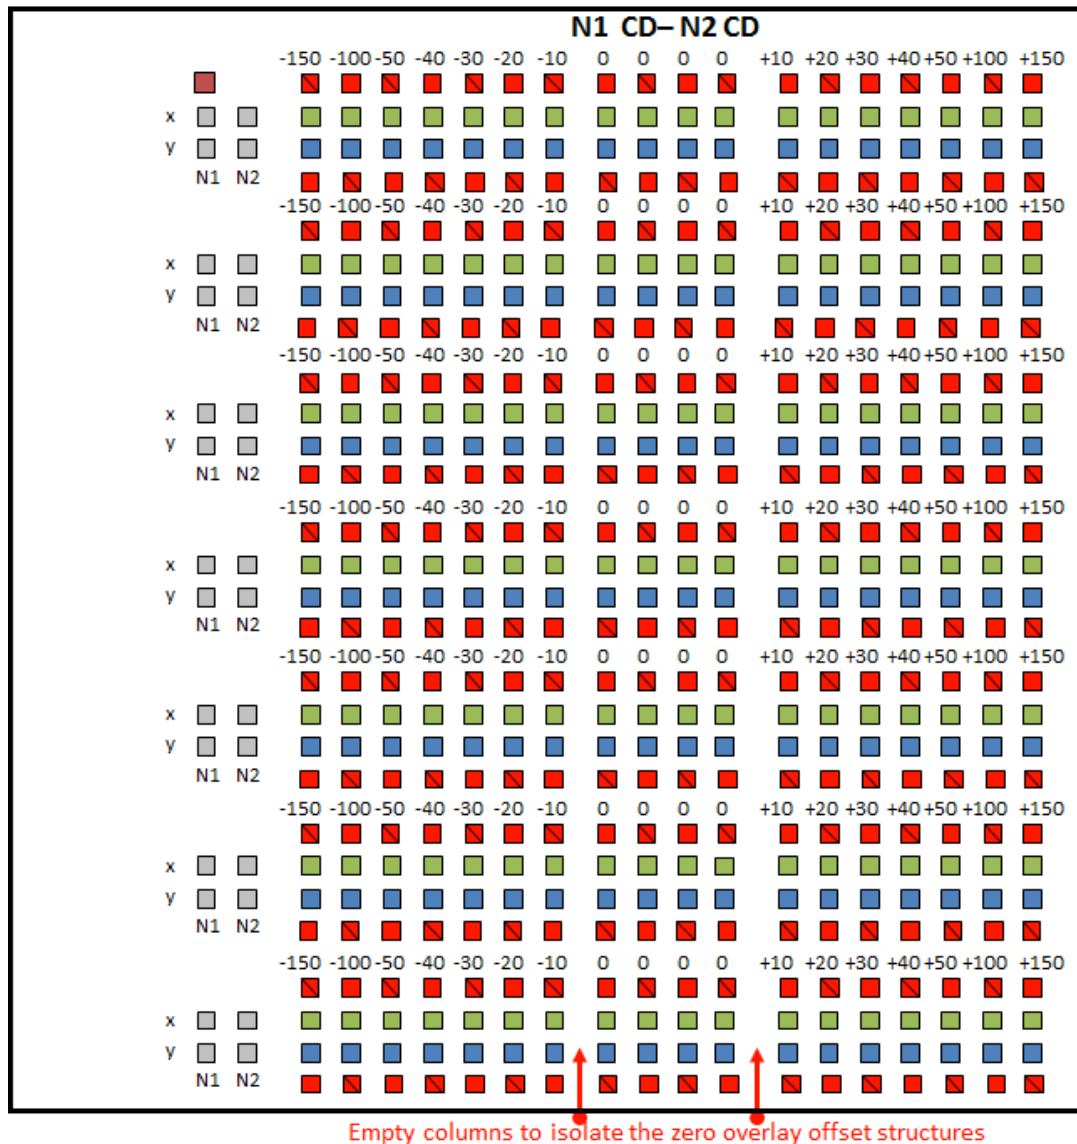 N1 CD– N2 CD
-150 -100 -50 -40 -30 -20 -10 0 0 0 0 +10 +20 +30 +40 +50 +100 +150
x
y
N1 N2
-150 -100 -50 -40 -30 -20 -10 0 0 0 0 +10 +20 +30 +40 +50 +100 +150
x
y
N1 N2
-150 -100 -50 -40 -30 -20 -10 0 0 0 0 +10 +20 +30 +40 +50 +100 +150
x
y
N1 N2
-150 -100 -50 -40 -30 -20 -10 0 0 0 0 +10 +20 +30 +40 +50 +100 +150
x
y
N1 N2
-150 -100 -50 -40 -30 -20 -10 0 0 0 0 +10 +20 +30 +40 +50 +100 +150
x
y
N1 N2
-150 -100 -50 -40 -30 -20 -10 0 0 0 0 +10 +20 +30 +40 +50 +100 +150
x
y
N1 N2
-150 -100 -50 -40 -30 -20 -10 0 0 0 0 +10 +20 +30 +40 +50 +100 +150
x
y
N1 N2
Empty columns to isolate the zero overlay offset structures